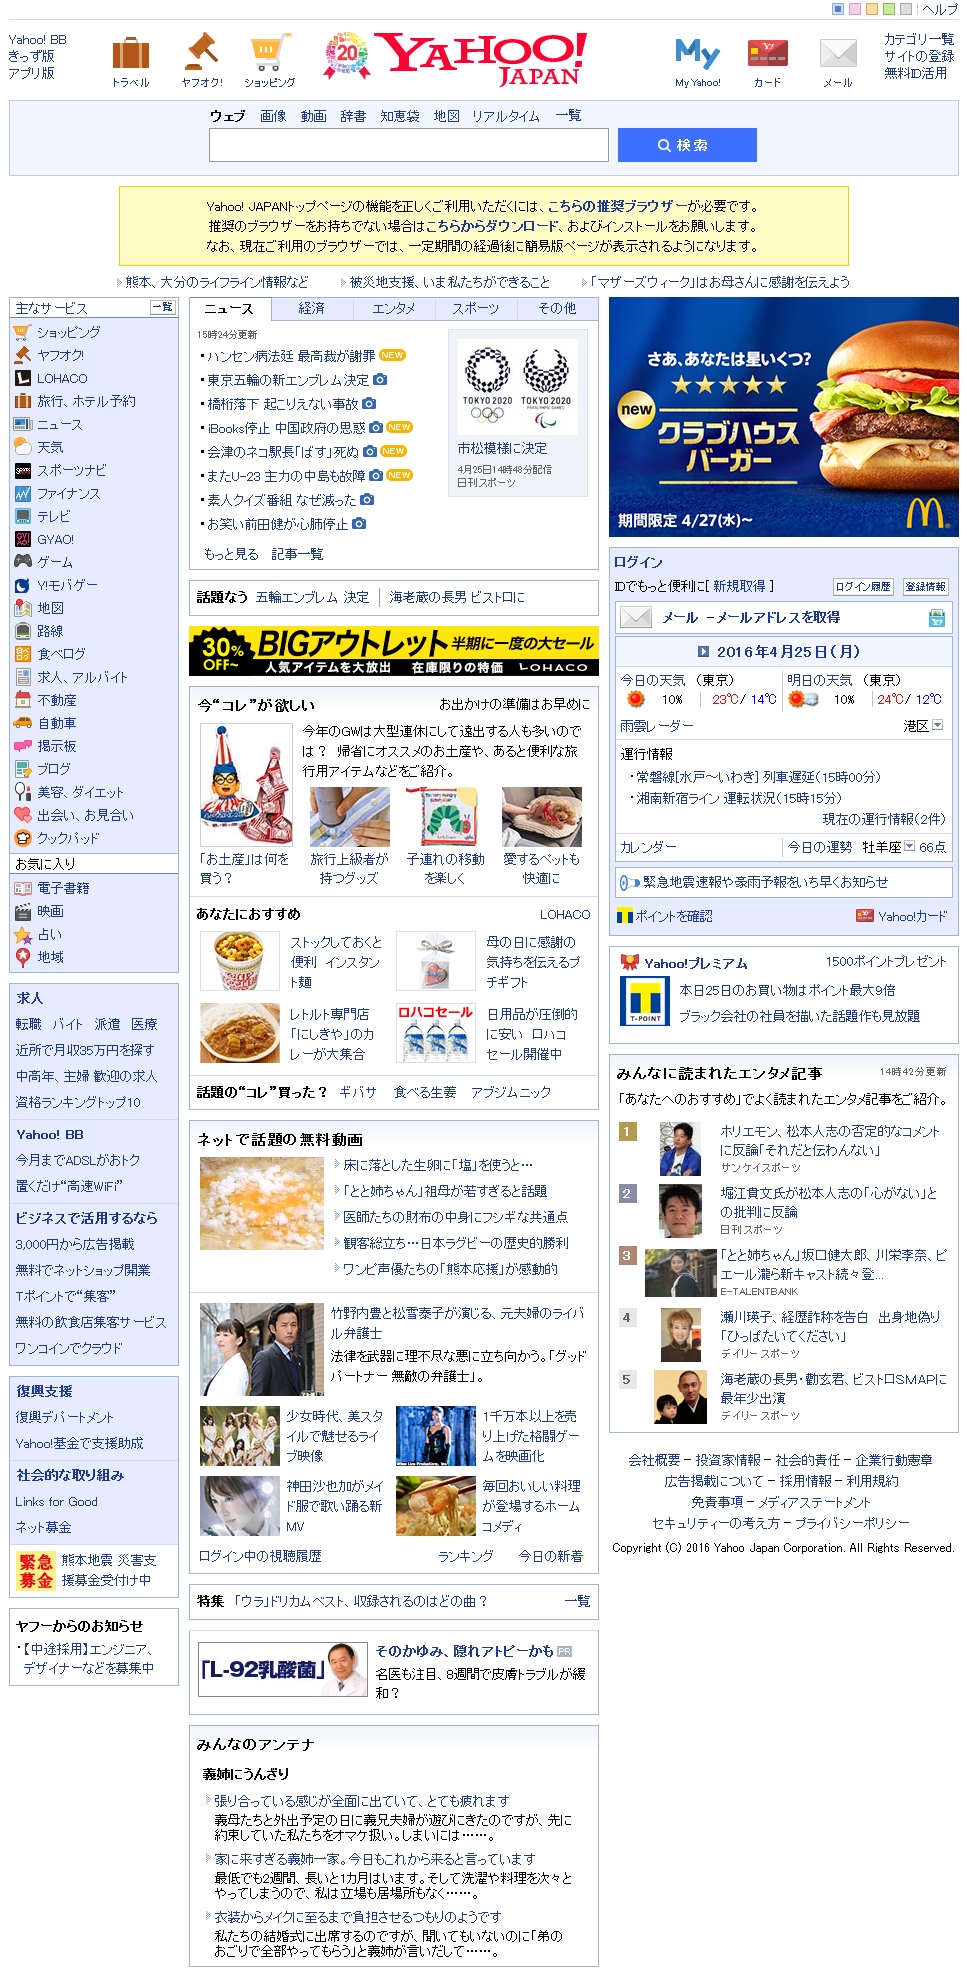 ヘルプ
Yahoo! BB
きっず版
アプリ版
トラベル
ヤフオク!
ショッピング
20
YAHOO!
JAPAN
My
My Yahoo!
カード
メール
カテゴリ一覧
サイトの登録
無料ID活用
ウェブ 画像 動画 辞書 知恵袋 地図 リアルタイム 一覧
検索
Yahoo! JAPANトップページの機能を正しくご利用いただくには、こちらの推奨ブラウザーが必要です。
推奨のブラウザーをお持ちでない場合はこちらからダウンロード、およびインストールをお願いします。
なお、現在ご利用のブラウザーでは、一定期間の経過後に簡易版ページが表示されるようになります。
熊本、大分のライフライン情報など
被災地支援、いま私たちができること
「マザーズウィーク」はお母さんに感謝を伝えよう
主なサービス 一覧
ショッピング
ヤフオク!
LOHACO
旅行、ホテル予約
ニュース
天気
スポーツナビ
ファイナンス
テレビ
GYAO!
ゲーム
Y!モバゲー
地図
路線
食べログ
求人、アルバイト
不動産
自動車
掲示板
ブログ
美容、ダイエット
出会い、お見合い
クックパッド
お気に入り
電子書籍
映画
占い
地域
求人
転職 バイト 派遣 医療
近所で月収35万円を探す
中高年、主婦 歓迎の求人
資格ランキングトップ10
Yahoo! BB
今月までADSLがおトク
置くだけ“高速WiFi”
ビジネスで活用するなら
3,000円から広告掲載
無料でネットショップ開業
Tポイントで“集客”
無料の飲食店集客サービス
ワンコインでクラウド
復興支援
復興デパートメント
Yahoo!基金で支援助成
社会的な取り組み
Links for Good
ネット募金
緊急
募金
熊本地震 災害支
援募金受付け中
ヤフーからのお知らせ
・【中途採用】エンジニア、
デザイナーなどを募集中
ニュース 経済 エンタメ スポーツ その他
15時24分更新
・ハンセン病法廷 最高裁が謝罪 NEW
・東京五輪の新エンブレム決定
・橋桁落下 起こりえない事故
・iBooks停止 中国政府の思惑 NEW
・会津のネコ駅長「ばす」死ぬ NEW
・またU-23 主力の中島も故障 NEW
・素人クイズ番組 なぜ減った
・お笑い前田健が心肺停止
もっと見る 記事一覧
TOKYO 2020
TOKYO 2020
PARALYMPIC GAMES
市松模様に決定
4月25日14時48分配信
日刊スポーツ
話題なう 五輪エンブレム 決定 海老蔵の長男 ビストロに
30%
OFF~
BIGアウトレット 半期に一度の大セール
人気アイテムを大放出 在庫限りの特価 LOHACO
今“コレ”が欲しい お出かけの準備はお早めに
今年のGWは大型連休にして遠出する人も多いので
は? 帰省にオススメのお土産や、あると便利な旅
行用アイテムなどをご紹介。
「お土産」は何を
買う?
旅行上級者が
持つグッズ
子連れの移動
を楽しく
愛するペットも
快適に
あなたにおすすめ LOHACO
ストックしておくと
便利 インスタン
ト麺
母の日に感謝の
気持ちを伝えるプ
チギフト
レトルト専門店
「にしきや」のカ
レーが大集合
ロハコセール
日用品が圧倒的
に安い ロハコ
セール開催中
話題の“コレ”買った? ギバサ 食べる生姜 アブジムニック
ネットで話題の無料動画
床に落とした生卵に「塩」を使うと…
「とと姉ちゃん」祖母が若すぎると話題
医師たちの財布の中身にフシギな共通点
観客総立ち…日本ラグビーの歴史的勝利
ワンピ声優たちの「熊本応援」が感動的
竹野内豊と松雪泰子が演じる、元夫婦のライバ
ル弁護士
法律を武器に理不尽な悪に立ち向かう。「グッド
パートナー 無敵の弁護士」。
少女時代、美スタ
イルで魅せるライ
ブ映像
1千万本以上を売
り上げた格闘ゲー
ムを映画化
神田沙也加がメイ
ド服で歌い踊る新
MV
毎回おいしい料理
が登場するホーム
コメディ
ログイン中の視聴履歴 ランキング 今日の新着
特集 「ウラ」ドリカムベスト、収録されるのはどの曲? 一覧
「L-92乳酸菌」
そのかゆみ、隠れアトピーかも PR
名医も注目、8週間で皮膚トラブルが緩
和?
みんなのアンテナ
義姉にうんざり
張り合っている感じが全面に出ていて、とても疲れます
義母たちと外出予定の日に義兄夫婦が遊びにきたのですが、先に
約束していた私たちをオマケ扱い。しまいには……。
家に来すぎる義姉一家。今日もこれから来ると言っています
最低でも2週間、長いと1カ月はいます。そして洗濯や料理を次々と
やってしまうので、私は立場も居場所もなく……。
衣装からメイクに至るまで負担させるつもりのようです
私たちの結婚式に出席するのですが、聞いてもいないのに「弟の
おごりで全部やってもらう」と義姉が言いだして……。
さあ、あなたは星いくつ?
★★★★★
new
クラブハウス
バーガー
期間限定 4/27(水)~
ログイン
IDでもっと便利に[ 新規取得 ] ログイン履歴 登録情報
メール - メールアドレスを取得
2016年4月25日(月)
今日の天気 (東京)
10% 23℃/ 14℃
明日の天気 (東京)
10% 24℃/ 12℃
雨雲レーダー 港区
運行情報
・常磐線[水戸~いわき] 列車遅延(15時00分)
・湘南新宿ライン 運転状況(15時15分)
現在の運行情報(2件)
カレンダー 今日の運勢 牡羊座 66点
緊急地震速報や豪雨予報をいち早くお知らせ
ポイントを確認 Yahoo!カード
Yahoo!プレミアム 1500ポイントプレゼント
T-POINT
本日25日のお買い物はポイント最大9倍
ブラック会社の社員を描いた話題作も見放題
みんなに読まれたエンタメ記事 14時42分更新
「あなたへのおすすめ」でよく読まれたエンタメ記事をご紹介。
1
ホリエモン、松本人志の否定的なコメント
に反論「それだと伝わんない」
サンケイスポーツ
2
堀江貴文氏が松本人志の「心がない」と
の批判に反論
日刊スポーツ
3
「とと姉ちゃん」坂口健太郎、川栄李奈、ピ
エール瀧ら新キャスト続々登...
E-TALENTBANK
4
瀬川瑛子、経歴詐称を告白 出身地偽り
「ひっぱたいてください」
デイリースポーツ
5
海老蔵の長男・勸玄君、ビストロSMAPに
最年少出演
デイリースポーツ
会社概要 - 投資家情報 - 社会的責任 - 企業行動憲章
広告掲載について - 採用情報 - 利用規約
免責事項 - メディアステートメント
セキュリティーの考え方 - プライバシーポリシー
Copyright (C) 2016 Yahoo Japan Corporation. All Rights Reserved.